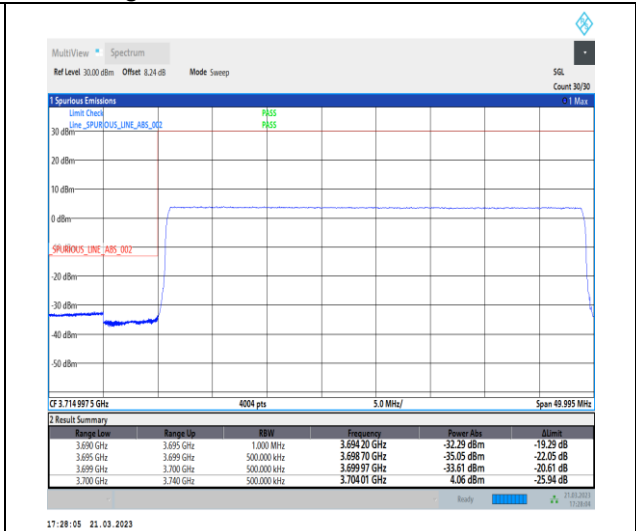 MultiView Spectrum
Ref Level 30.00 dBm Offset 8.24 dB Mode Sweep SGL
Count 30/30
1 Spurious Emissions 1 Max
Limit Check PASS
Line _SPURIOUS_LINE_ABS_002 PASS
30 dBm
20 dBm
10 dBm
0 dBm
_SPURIOUS_LINE_ABS_002
-20 dBm
-30 dBm
-40 dBm
-50 dBm
CF 3.714 997 5 GHz 4004 pts 5.0 MHz/ Span 49.995 MHz
2 Result Summary
Range Low Range Up RBW Frequency Power Abs ΔLimit
3.690 GHz 3.695 GHz 1.000 MHz 3.694 20 GHz -32.29 dBm -19.29 dB
3.695 GHz 3.699 GHz 500.000 kHz 3.698 70 GHz -35.05 dBm -22.05 dB
3.699 GHz 3.700 GHz 500.000 kHz 3.699 97 GHz -33.61 dBm -20.61 dB
3.700 GHz 3.740 GHz 500.000 kHz 3.704 01 GHz 4.06 dBm -25.94 dB
Ready 21.03.2023
17:28:04
17:28:05 21.03.2023